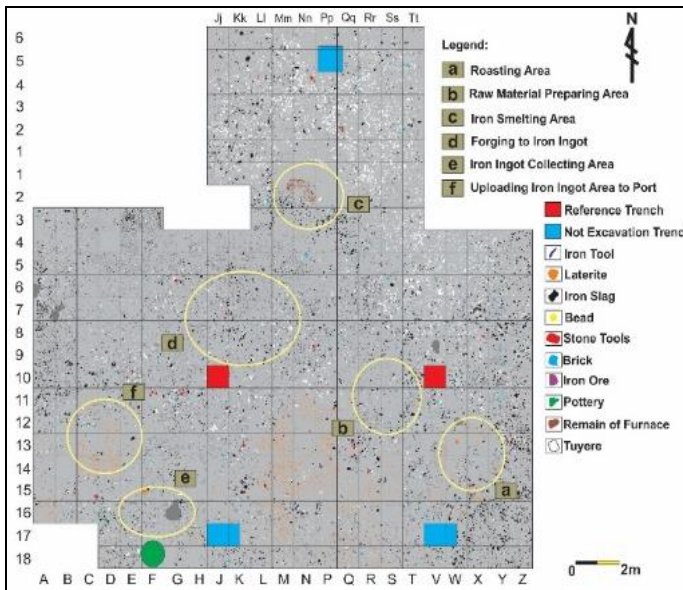 Jj Kk Ll Mm Nn Pp Qq Rr Ss Tt
N
6
5
4
3
2
1
1
2
3
5
6
7
8
9
10
11
12
13
14
15
16
17
18
A B C D E F G H J K L M N P Q R S T V W X Y Z
c
d
f
b
e
a
Legend:
a Roasting Area
b Raw Material Preparing Area
c Iron Smelting Area
d Forging to Iron Ingot
e Iron Ingot Collecting Area
f Uploading Iron Ingot Area to Port
Reference Trench
Not Excavation Trenc
Iron Tool
Laterite
Iron Slag
Bead
Stone Tools
Brick
Iron Ore
Pottery
Remain of Furnace
Tuyere
0 2m